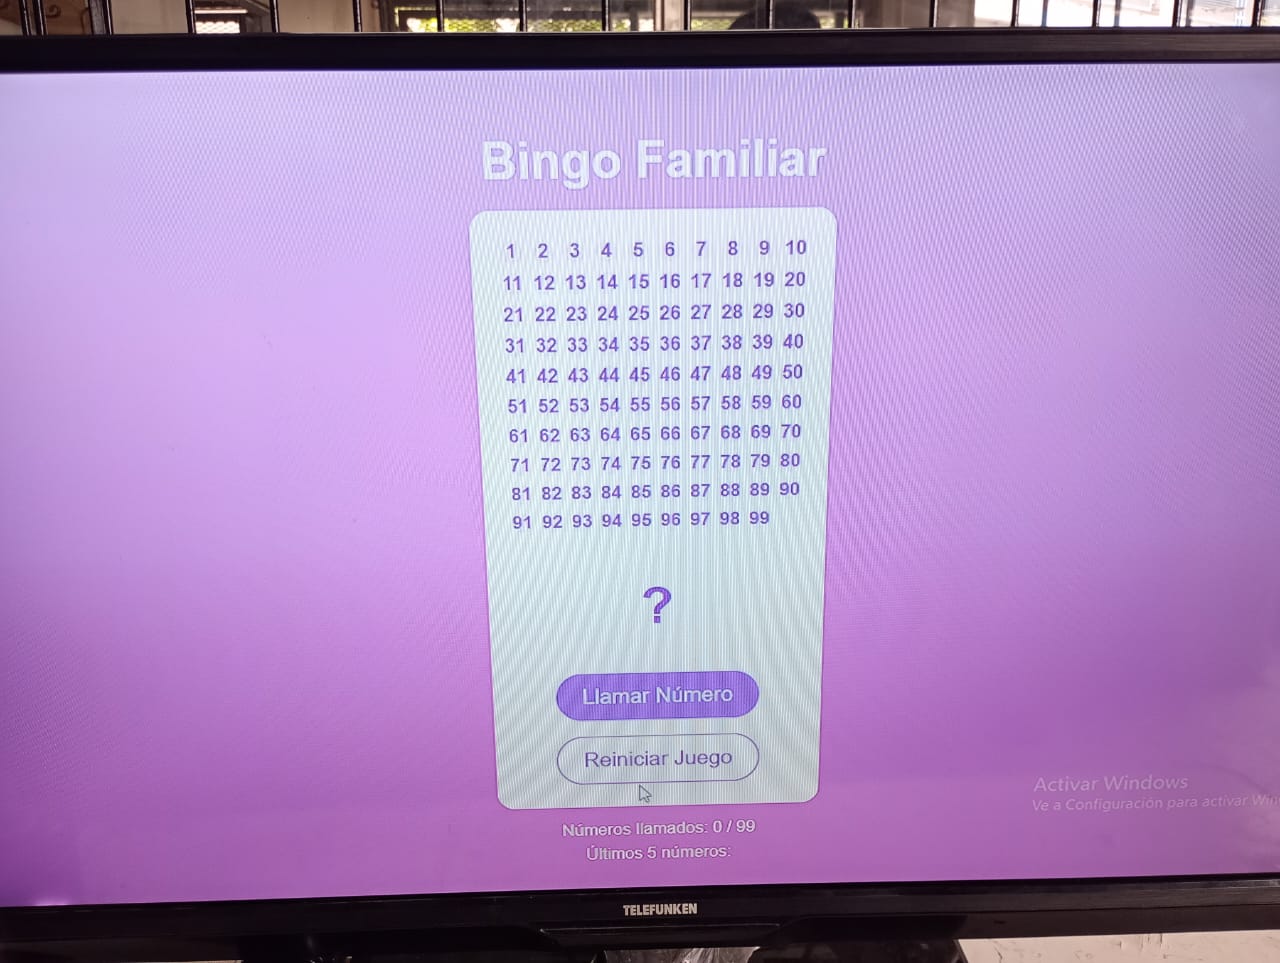 Bingo Familiar
1 2 3 4 5 6 7 8 9 10
11 12 13 14 15 16 17 18 19 20
21 22 23 24 25 26 27 28 29 30
31 32 33 34 35 36 37 38 39 40
41 42 43 44 45 46 47 48 49 50
51 52 53 54 55 56 57 58 59 60
61 62 63 64 65 66 67 68 69 70
71 72 73 74 75 76 77 78 79 80
81 82 83 84 85 86 87 88 89 90
91 92 93 94 95 96 97 98 99
?
Llamar Número
Reiniciar Juego
Números llamados: 0 / 99
Últimos 5 números:
Activar Windows
Ve a Configuración para activar Win
TELEFUNKEN